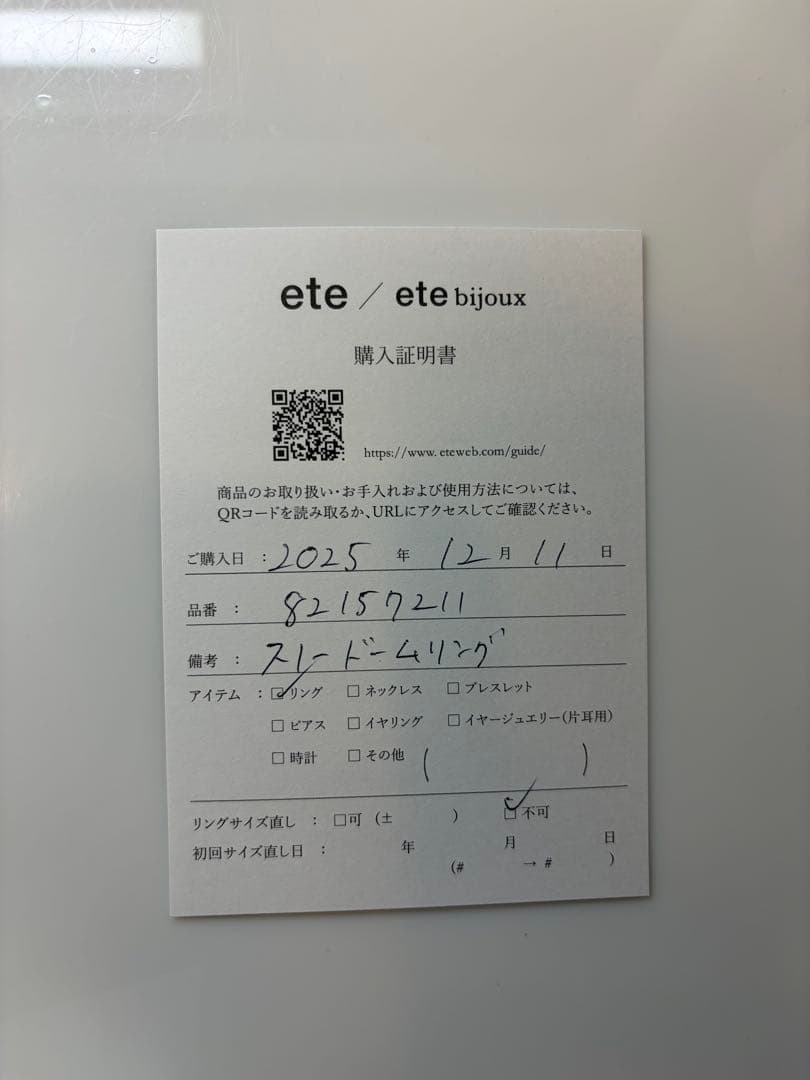 ete / ete bijoux
購入証明書
https://www.eteweb.com/guide/
商品のお取り扱い・お手入れおよび使用方法については、
QRコードを読み取るか、URLにアクセスしてご確認ください。
ご購入日 : 2025 年 12 月 11 日
品番 : 82157211
備考 : スレードームリング
アイテム : ☑リング □ ネックレス □ ブレスレット
□ ピアス □ イヤリング □ イヤージュエリー(片耳用)
□ 時計 □ その他 ( )
リングサイズ直し : □可 (± ) ☑不可
初回サイズ直し日 : 年 月 日
(# → # )